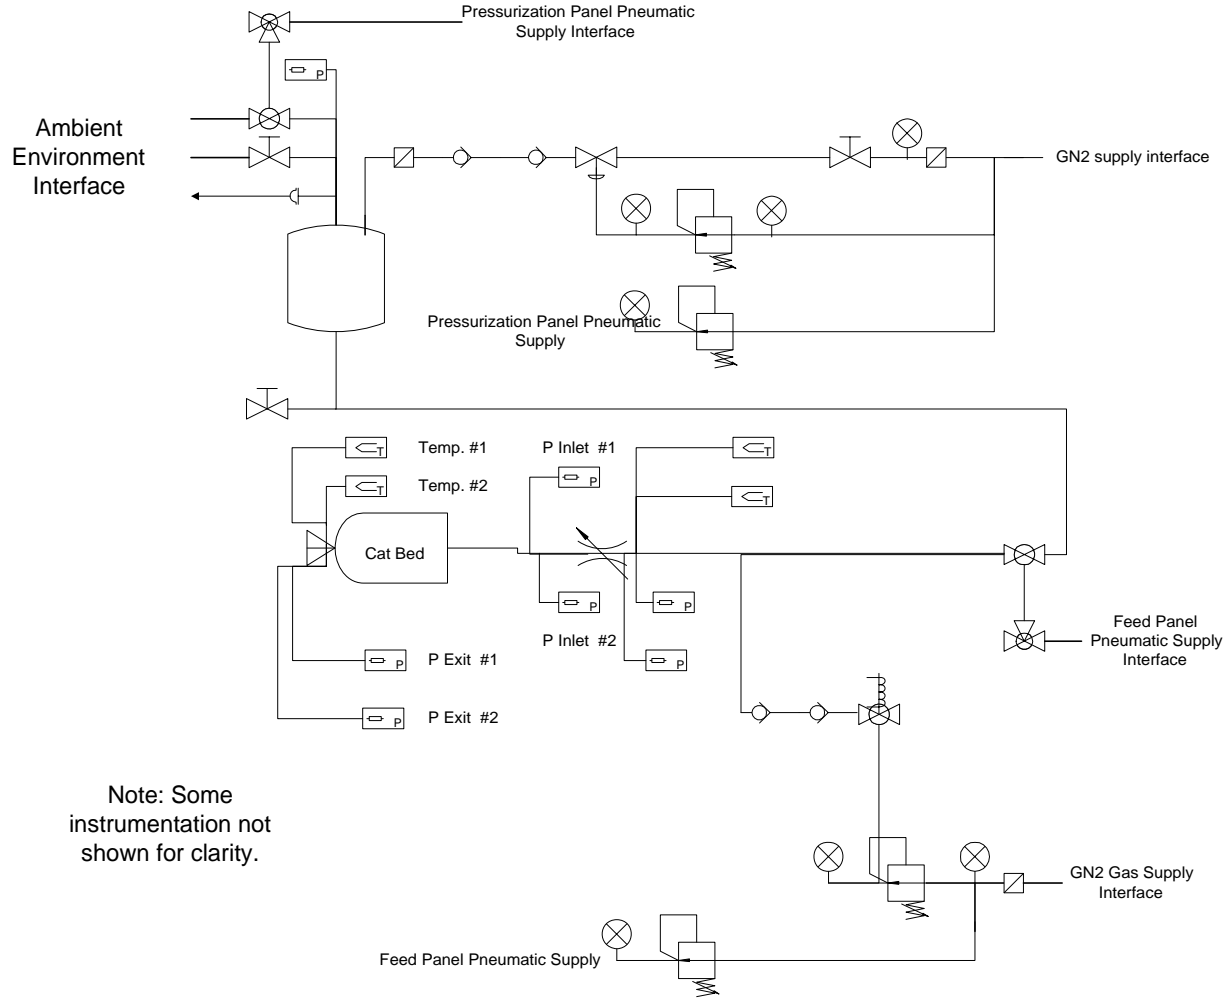 Pressurization Panel Pneumatic
Supply Interface
P
Ambient
Environment
Interface
GN2 supply interface
Pressurization Panel Pneumatic
Supply
T
Temp. #1
P Inlet #1
T
P
T
Temp. #2
T
Cat Bed
P
P
P Inlet #2
Feed Panel
Pneumatic Supply
Interface
P
P Exit #1
P
P
P Exit #2
Note: Some
instrumentation not
shown for clarity.
GN2 Gas Supply
Interface
Feed Panel Pneumatic Supply